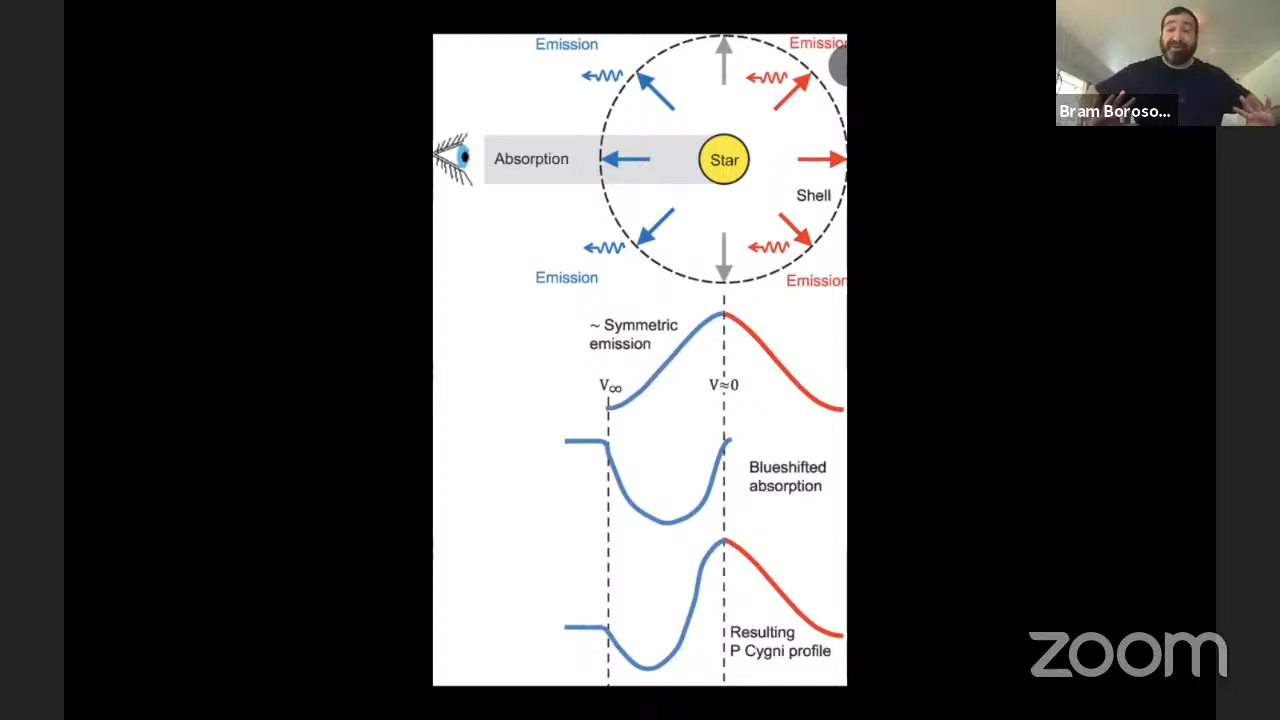 Emission
Emission
Bram Boroso...
Absorption
Star
Shell
Emission
Emission
~ Symmetric
emission
V∞
V≈0
Blueshifted
absorption
Resulting
P Cygni profile
zoom